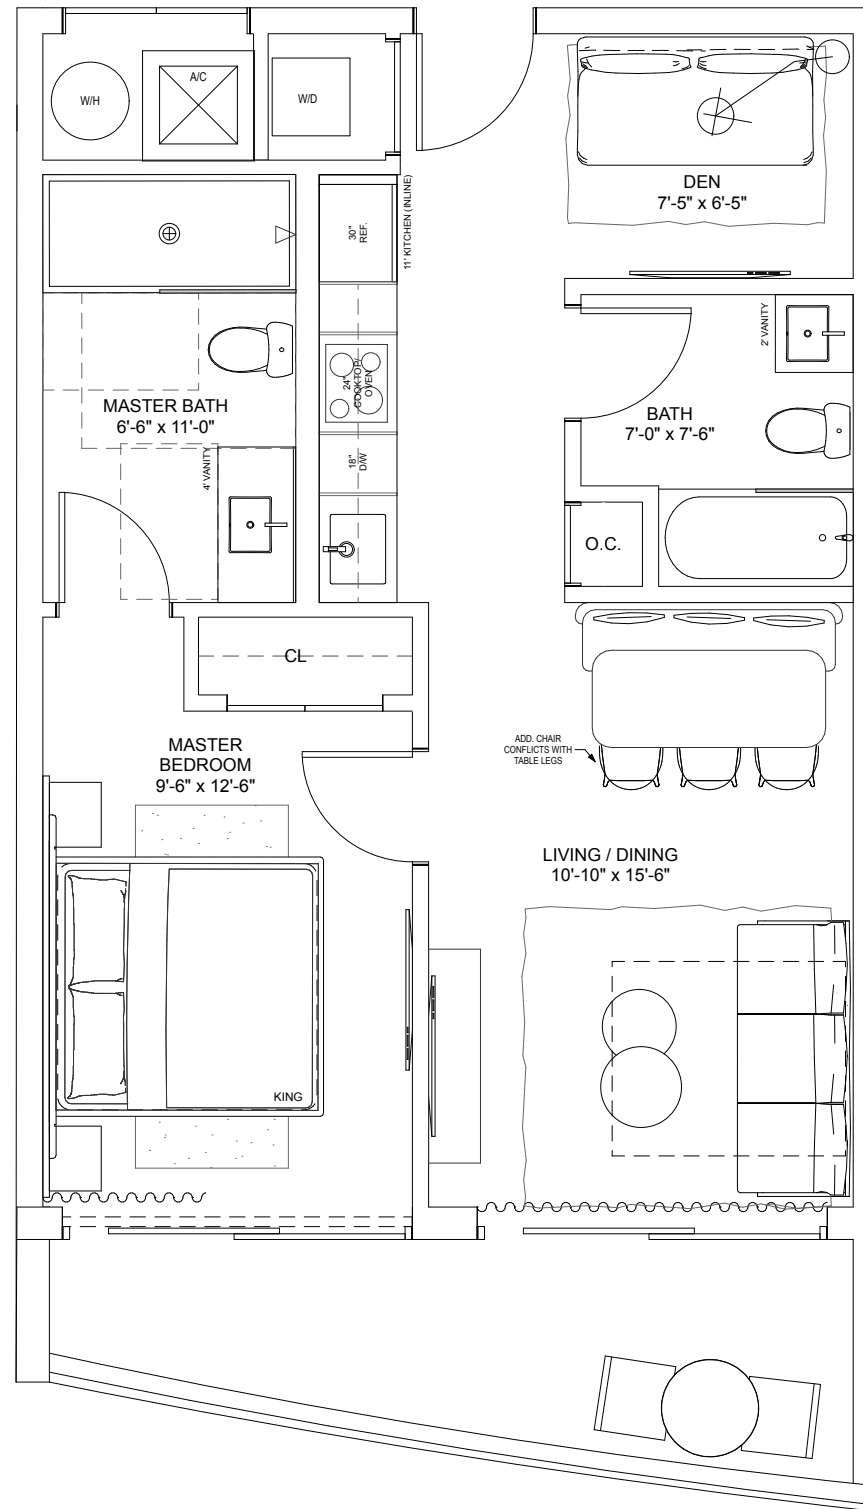 A/C
W/H
W/D
DEN
7'-5" x 6'-5"
11' KITCHEN (INLINE)
30"
REF.
2' VANITY
24"
COOKTOP/
OVEN
MASTER BATH
6'-6" x 11'-0"
BATH
7'-0" x 7'-6"
4' VANITY
18"
D/W
O.C.
CL
ADD. CHAIR
CONFLICTS WITH
TABLE LEGS
MASTER
BEDROOM
9'-6" x 12'-6"
LIVING / DINING
10'-10" x 15'-6"
KING